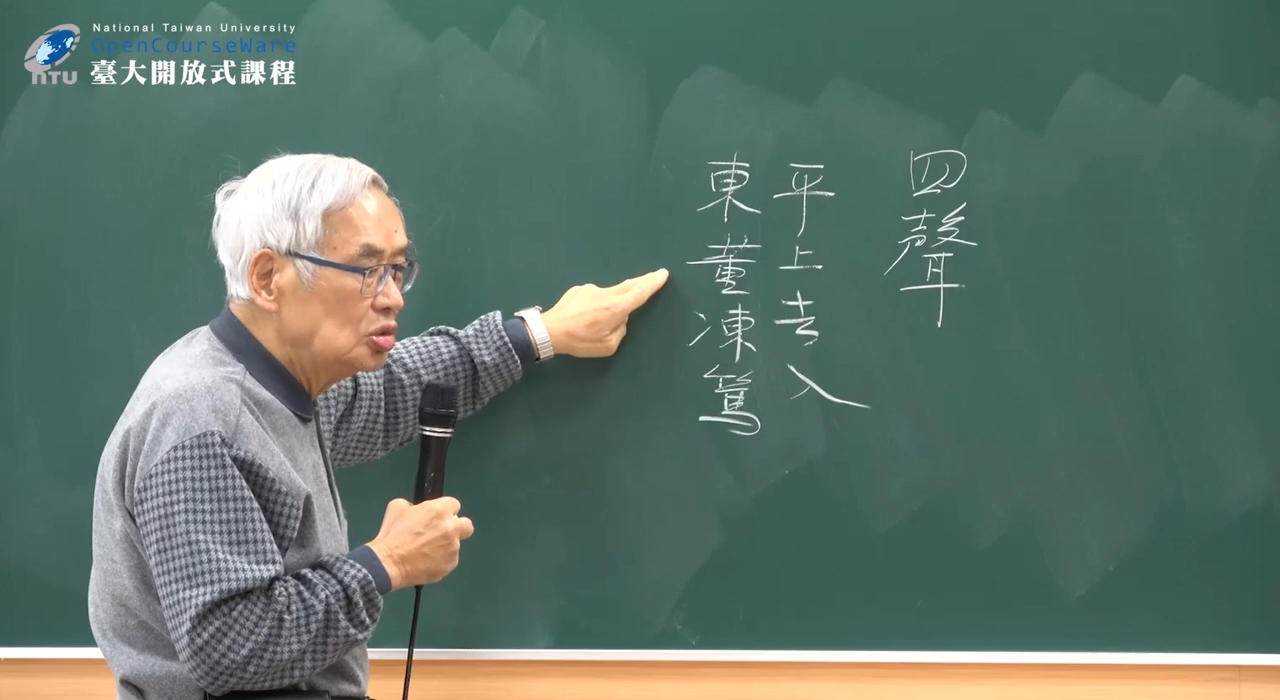 National Taiwan University
OpenCourseWare
臺大開放式課程
NTU
四聲
平上去入
東董凍篤